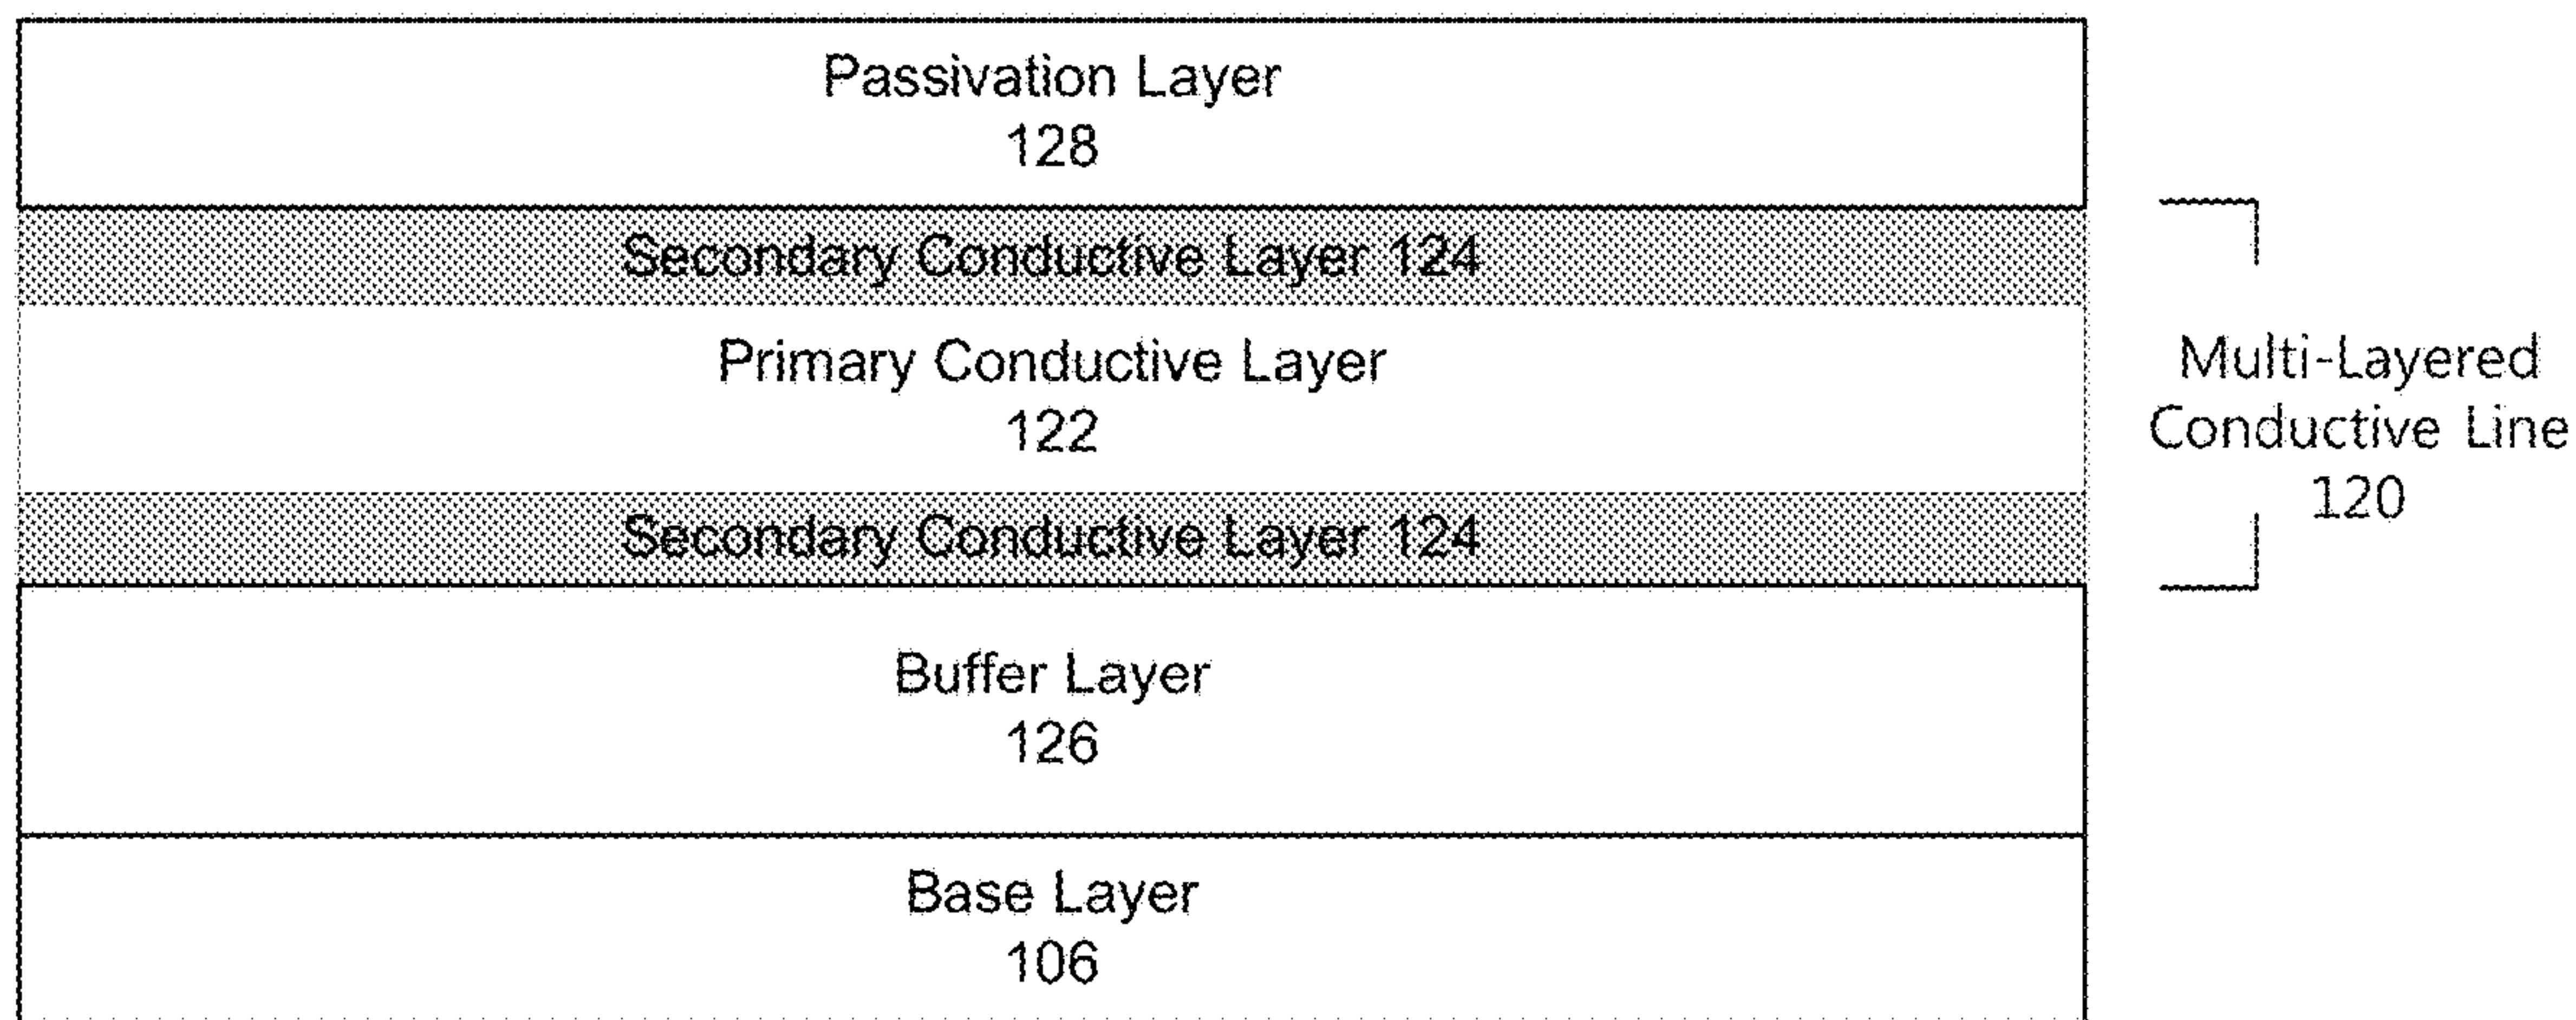 Passivation Layer
128
Secondary Conductive Layer 124
Primary Conductive Layer
122
Secondary Conductive Layer 124
Multi-Layered
Conductive Line
120
Buffer Layer
126
Base Layer
106